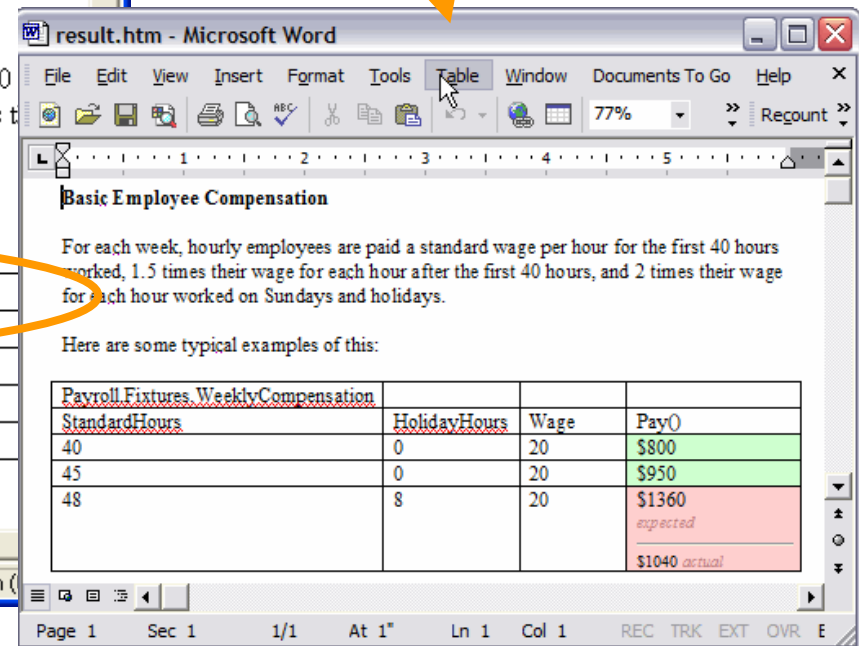 result.htm - Microsoft Word
File Edit View Insert Format Tools Table Window Documents To Go Help
77% Recount
1 2 3 4 5
Basic Employee Compensation
For each week, hourly employees are paid a standard wage per hour for the first 40 hours
worked, 1.5 times their wage for each hour after the first 40 hours, and 2 times their wage
for each hour worked on Sundays and holidays.
Here are some typical examples of this:
Payroll.Fixtures.WeeklyCompensation
StandardHours HolidayHours Wage Pay()
40 0 20 $800
45 0 20 $950
48 8 20 $1360
expected
$1040 actual
Page 1 Sec 1 1/1 At 1" Ln 1 Col 1 REC TRK EXT OVR E